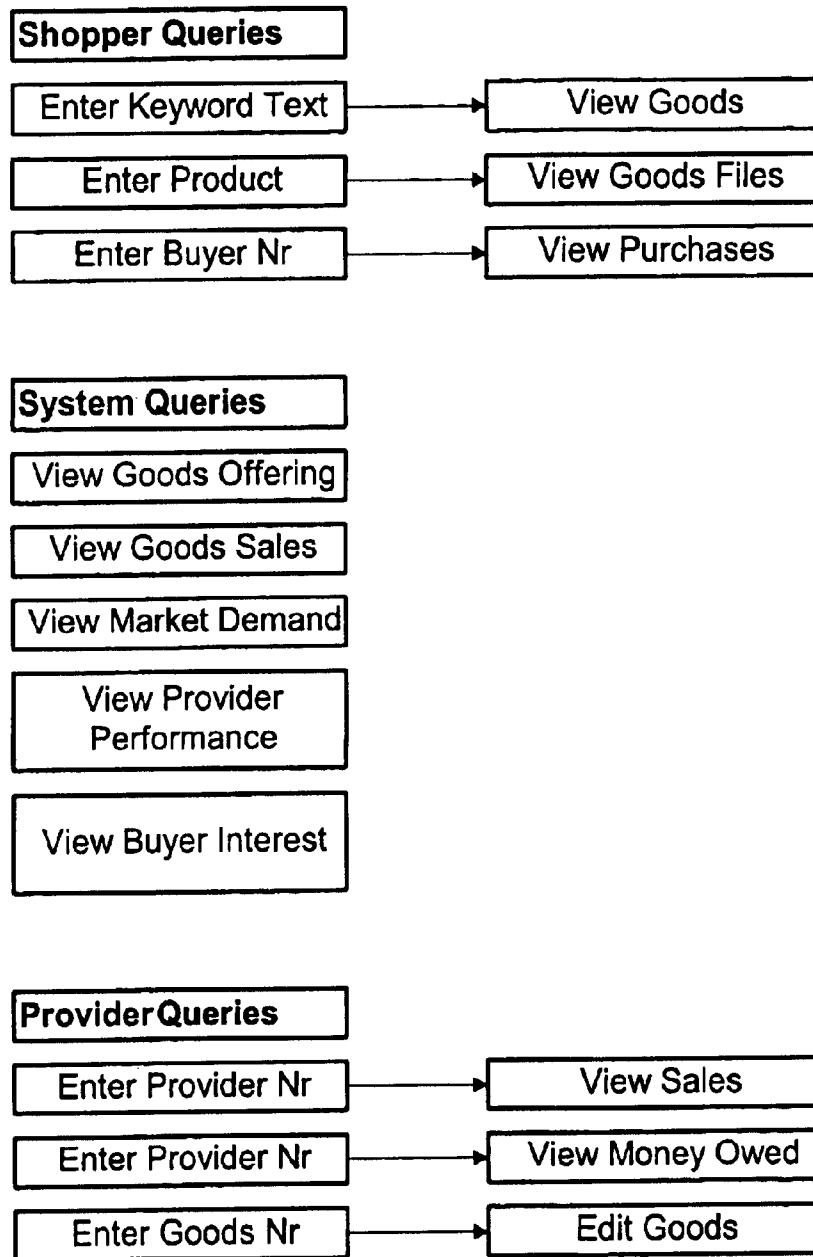 Shopper Queries
Enter Keyword Text
View Goods
Enter Product
View Goods Files
Enter Buyer Nr
View Purchases
System Queries
View Goods Offering
View Goods Sales
View Market Demand
View Provider
Performance
View Buyer Interest
Provider Queries
Enter Provider Nr
View Sales
Enter Provider Nr
View Money Owed
Enter Goods Nr
Edit Goods